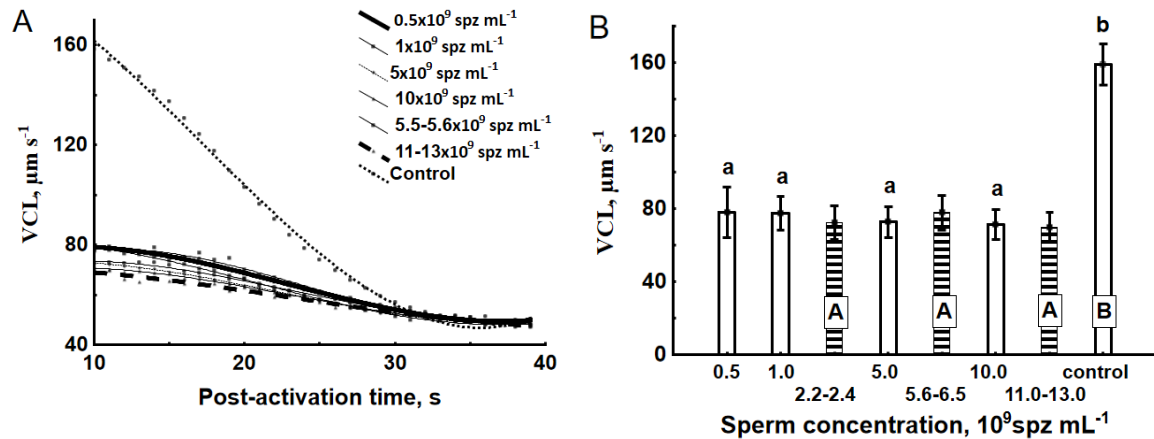 A
VCL, μm s⁻¹
160
120
80
40
10
20
30
40
Post-activation time, s
0.5x10⁹ spz mL⁻¹
1x10⁹ spz mL⁻¹
5x10⁹ spz mL⁻¹
10x10⁹ spz mL⁻¹
5.5-5.6x10⁹ spz mL⁻¹
11-13x10⁹ spz mL⁻¹
Control
B
VCL, μm s⁻¹
160
120
80
40
0
a
a
a
a
b
A
A
A
B
0.5
1.0
5.0
10.0
control
2.2-2.4
5.6-6.5
11.0-13.0
Sperm concentration, 10⁹spz mL⁻¹